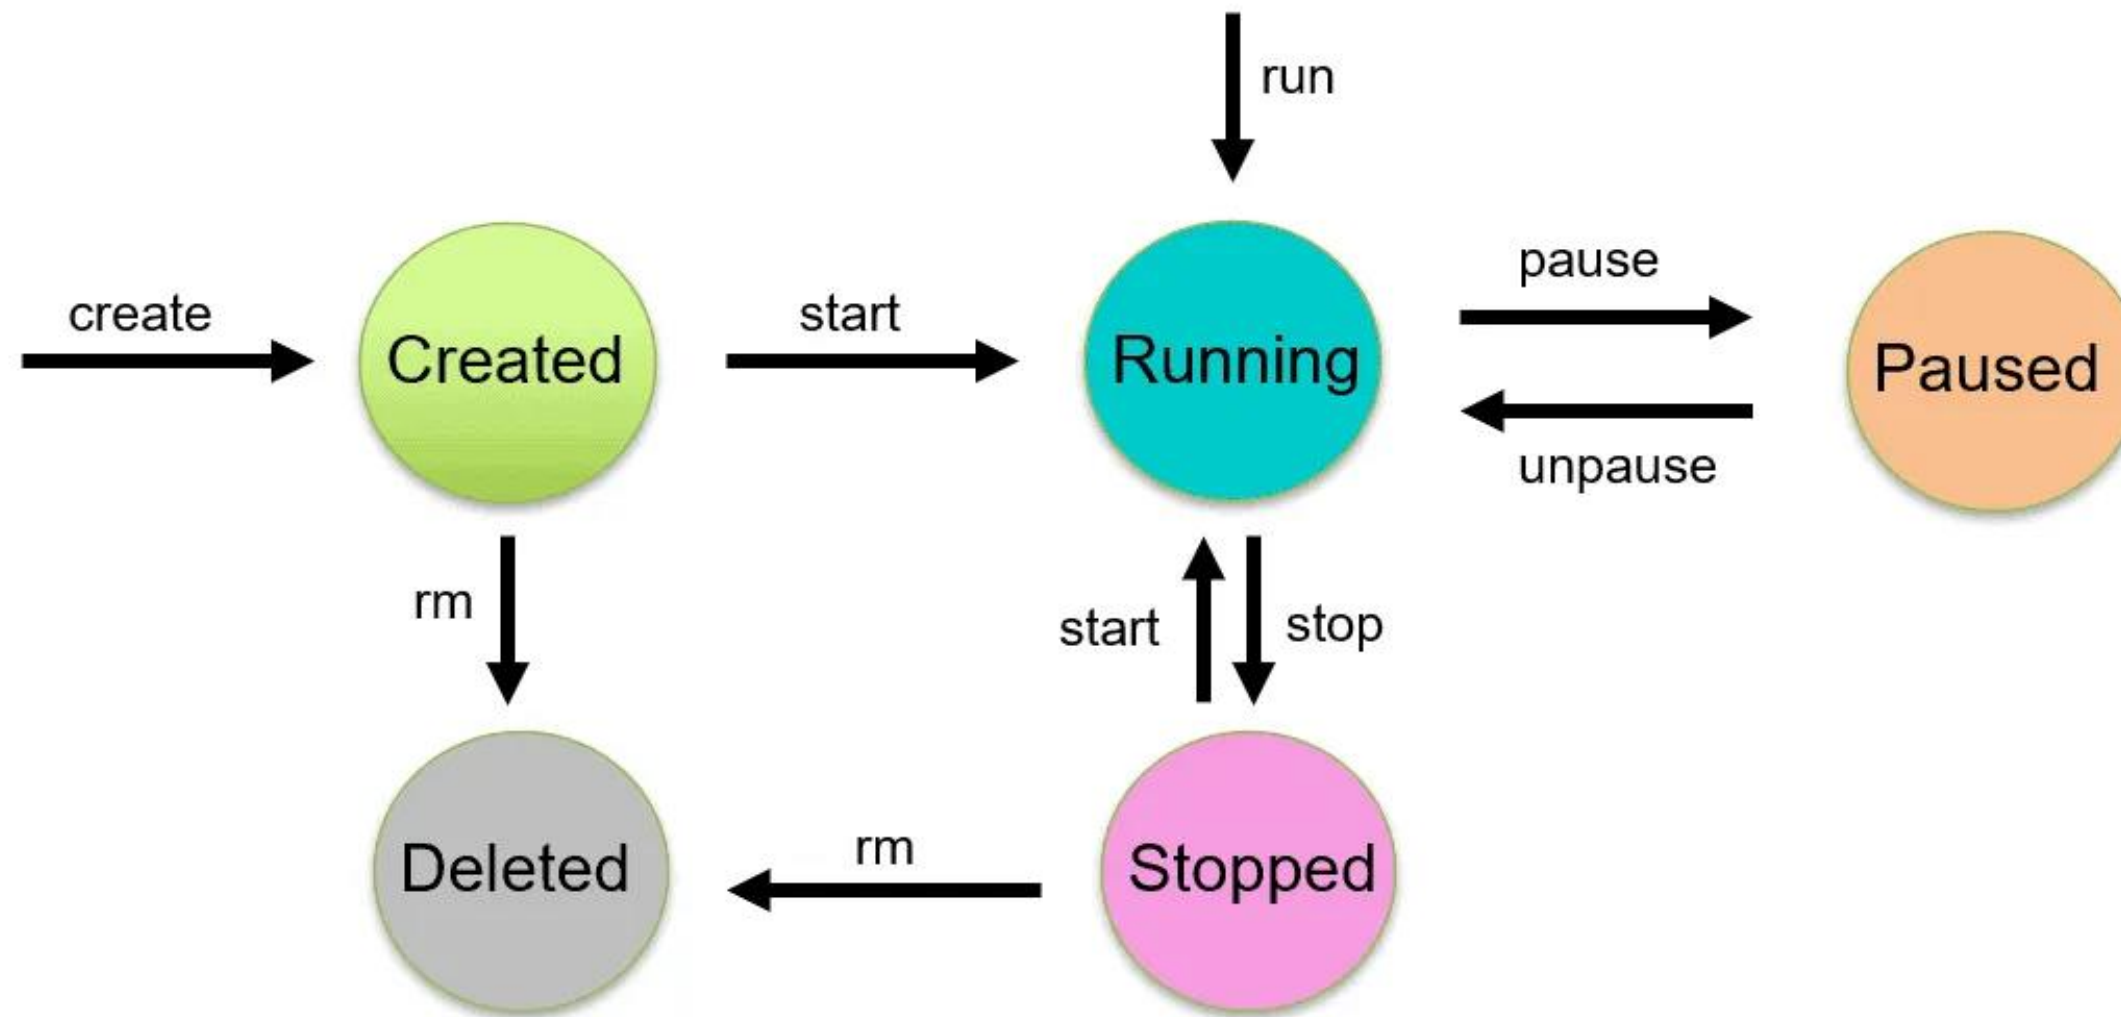 run
create
Created
start
Running
pause
unpause
Paused
rm
start
stop
Deleted
rm
Stopped